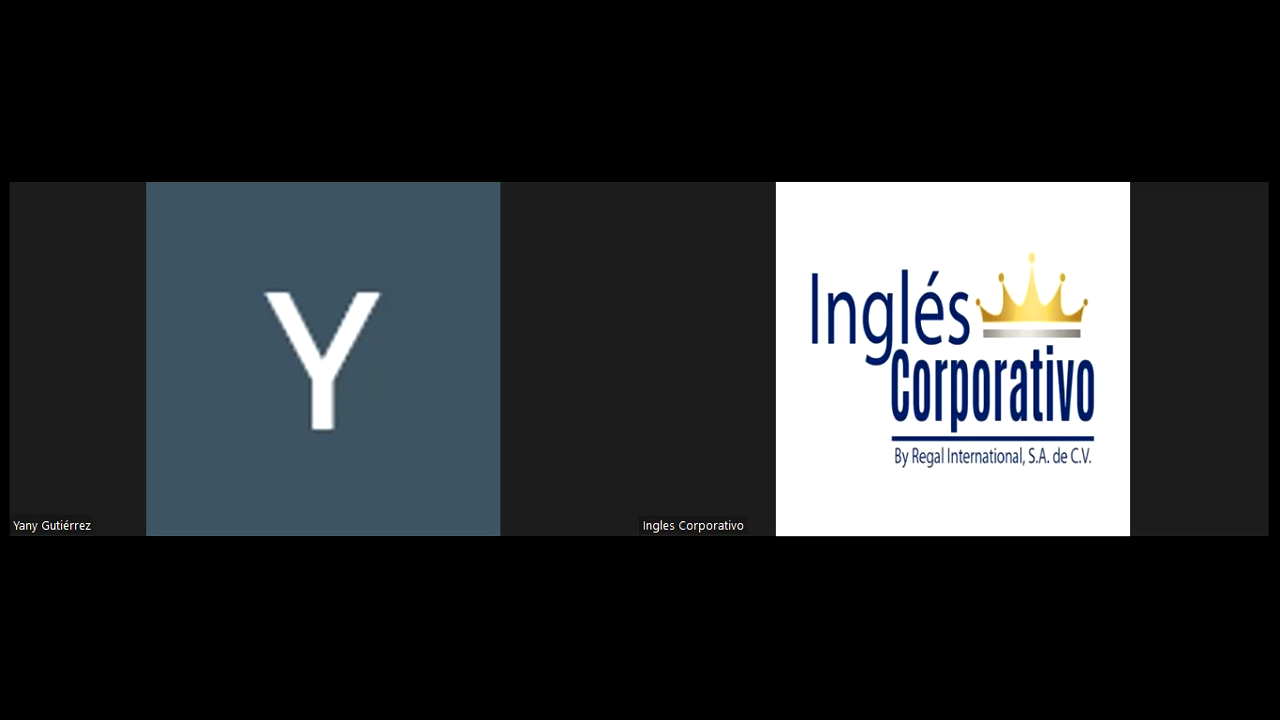 Y
Yany Gutiérrez
Inglés
Corporativo
By Regal International, S.A. de C.V.
Ingles Corporativo